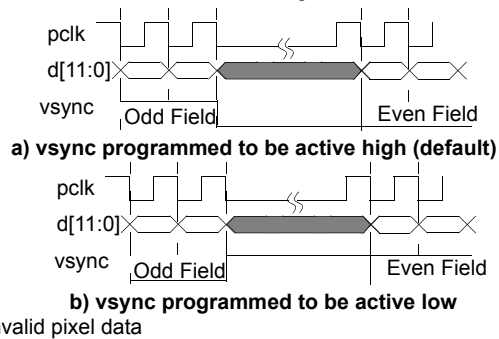 pclk
d[11:0]
vsync
Odd Field
Even Field
a) vsync programmed to be active high (default)
pclk
d[11:0]
vsync
Odd Field
Even Field
b) vsync programmed to be active low
nvalid pixel data